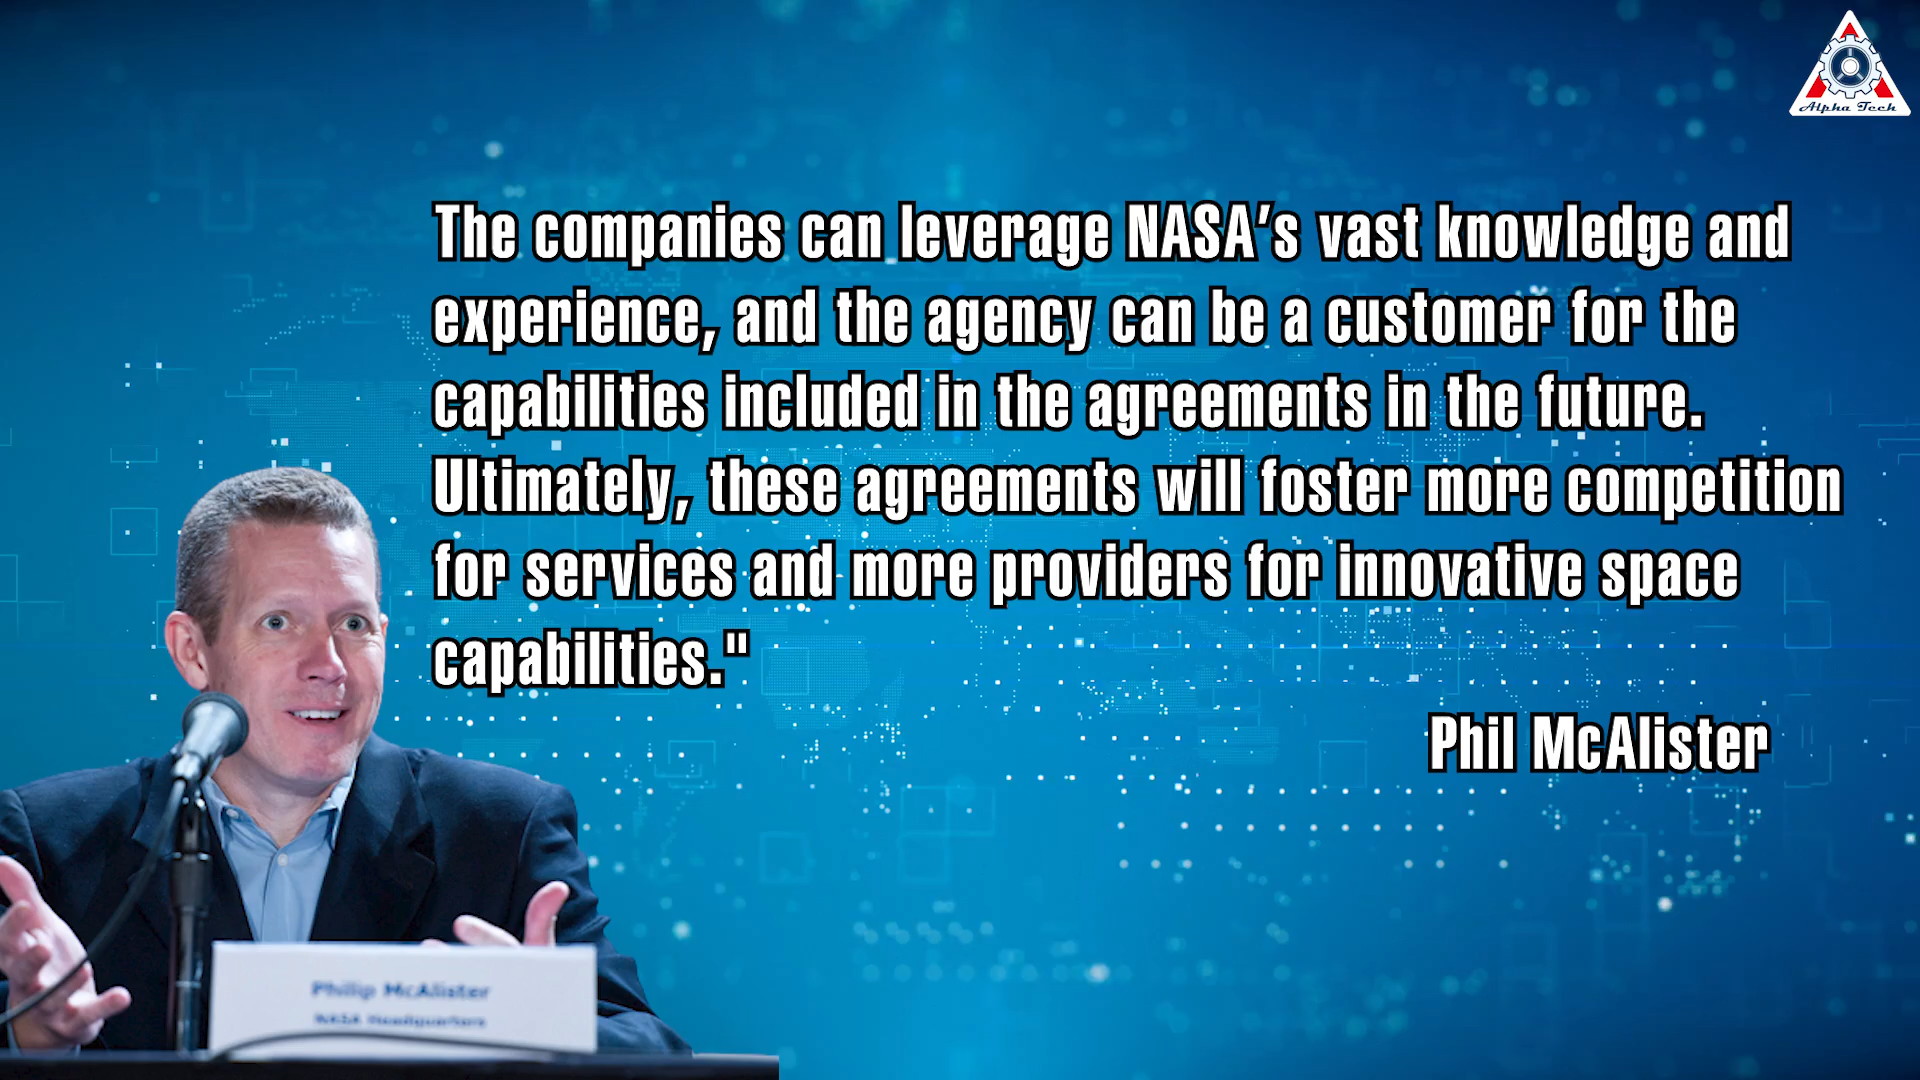 Alpha Tech
The companies can leverage NASA’s vast knowledge and
experience, and the agency can be a customer for the
capabilities included in the agreements in the future.
Ultimately, these agreements will foster more competition
for services and more providers for innovative space
capabilities."
Phil McAlister
Philip McAlister
NASA Headquarters